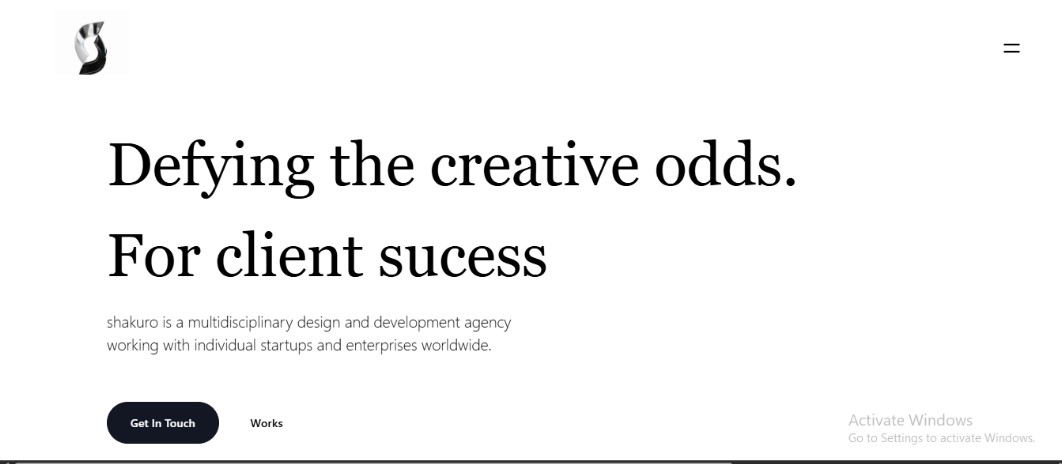 Defying the creative odds.
For client sucess
shakuro is a multidisciplinary design and development agency
working with individual startups and enterprises worldwide.
Get In Touch
Works
Activate Windows
Go to Settings to activate Windows.